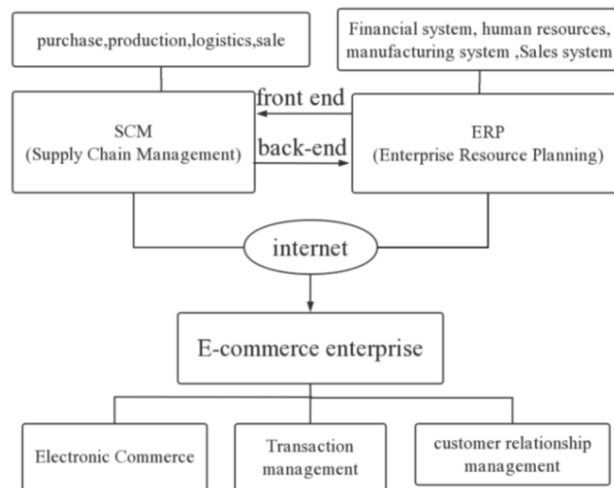 purchase,production,logistics,sale
Financial system, human resources,
manufacturing system ,Sales system
front end
SCM
(Supply Chain Management)
back-end
ERP
(Enterprise Resource Planning)
internet
E-commerce enterprise
Electronic Commerce
Transaction
management
customer relationship
management